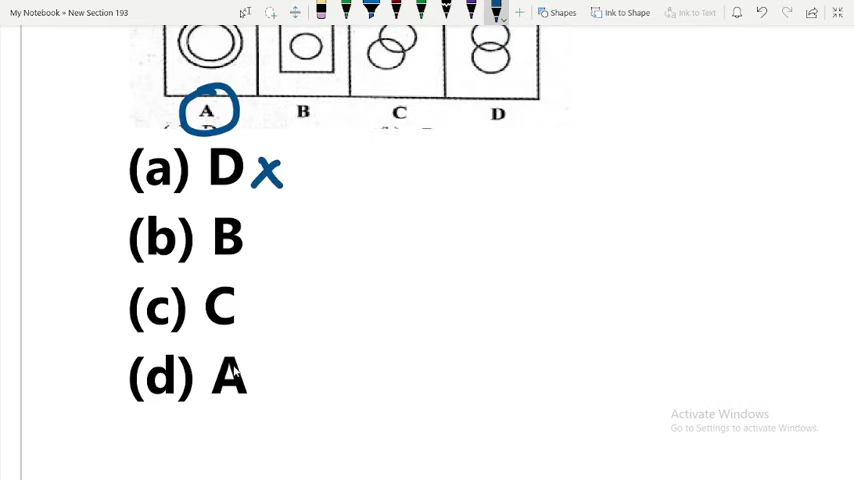 My Notebook » New Section 193
Shapes Ink to Shape Ink to Text
A B C D
(a) D x
(b) B
(c) C
(d) A
Activate Windows
Go to Settings to activate Windows.